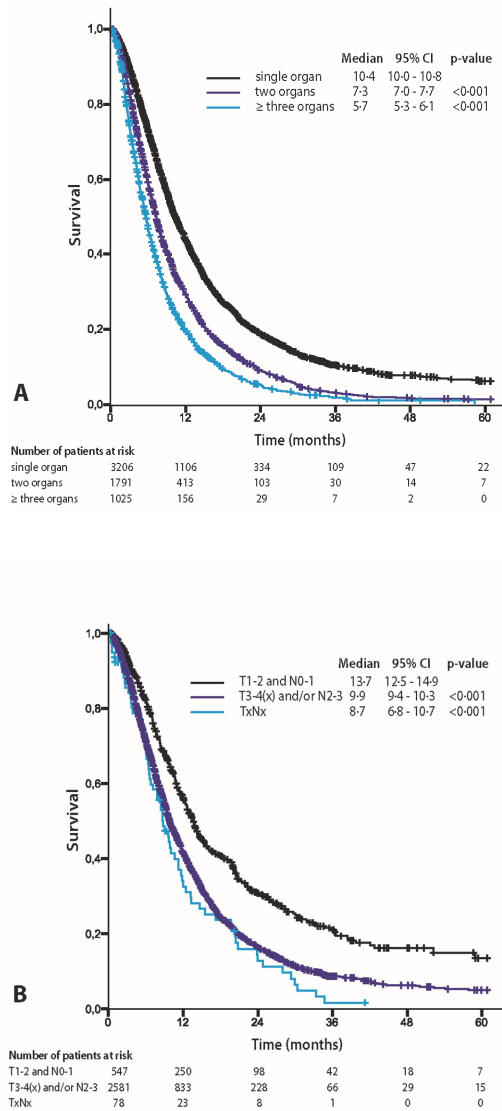 1,0
Median 95% CI p-value
single organ 10·4 10·0 - 10·8
two organs 7·3 7·0 - 7·7 <0·001
≥ three organs 5·7 5·3 - 6·1 <0·001
0,8
0,6
Survival
0,4
0,2
0,0
A
0 12 24 36 48 60
Time (months)
Number of patients at risk
single organ 3206 1106 334 109 47 22
two organs 1791 413 103 30 14 7
≥ three organs 1025 156 29 7 2 0
1,0
Median 95% CI p-value
T1-2 and N0-1 13·7 12·5 - 14·9
T3-4(x) and/or N2-3 9·9 9·4 - 10·3 <0·001
TxNx 8·7 6·8 - 10·7 <0·001
0,8
0,6
Survival
0,4
0,2
0,0
B
0 12 24 36 48 60
Time (months)
Number of patients at risk
T1-2 and N0-1 547 250 98 42 18 7
T3-4(x) and/or N2-3 2581 833 228 66 29 15
TxNx 78 23 8 1 0 0